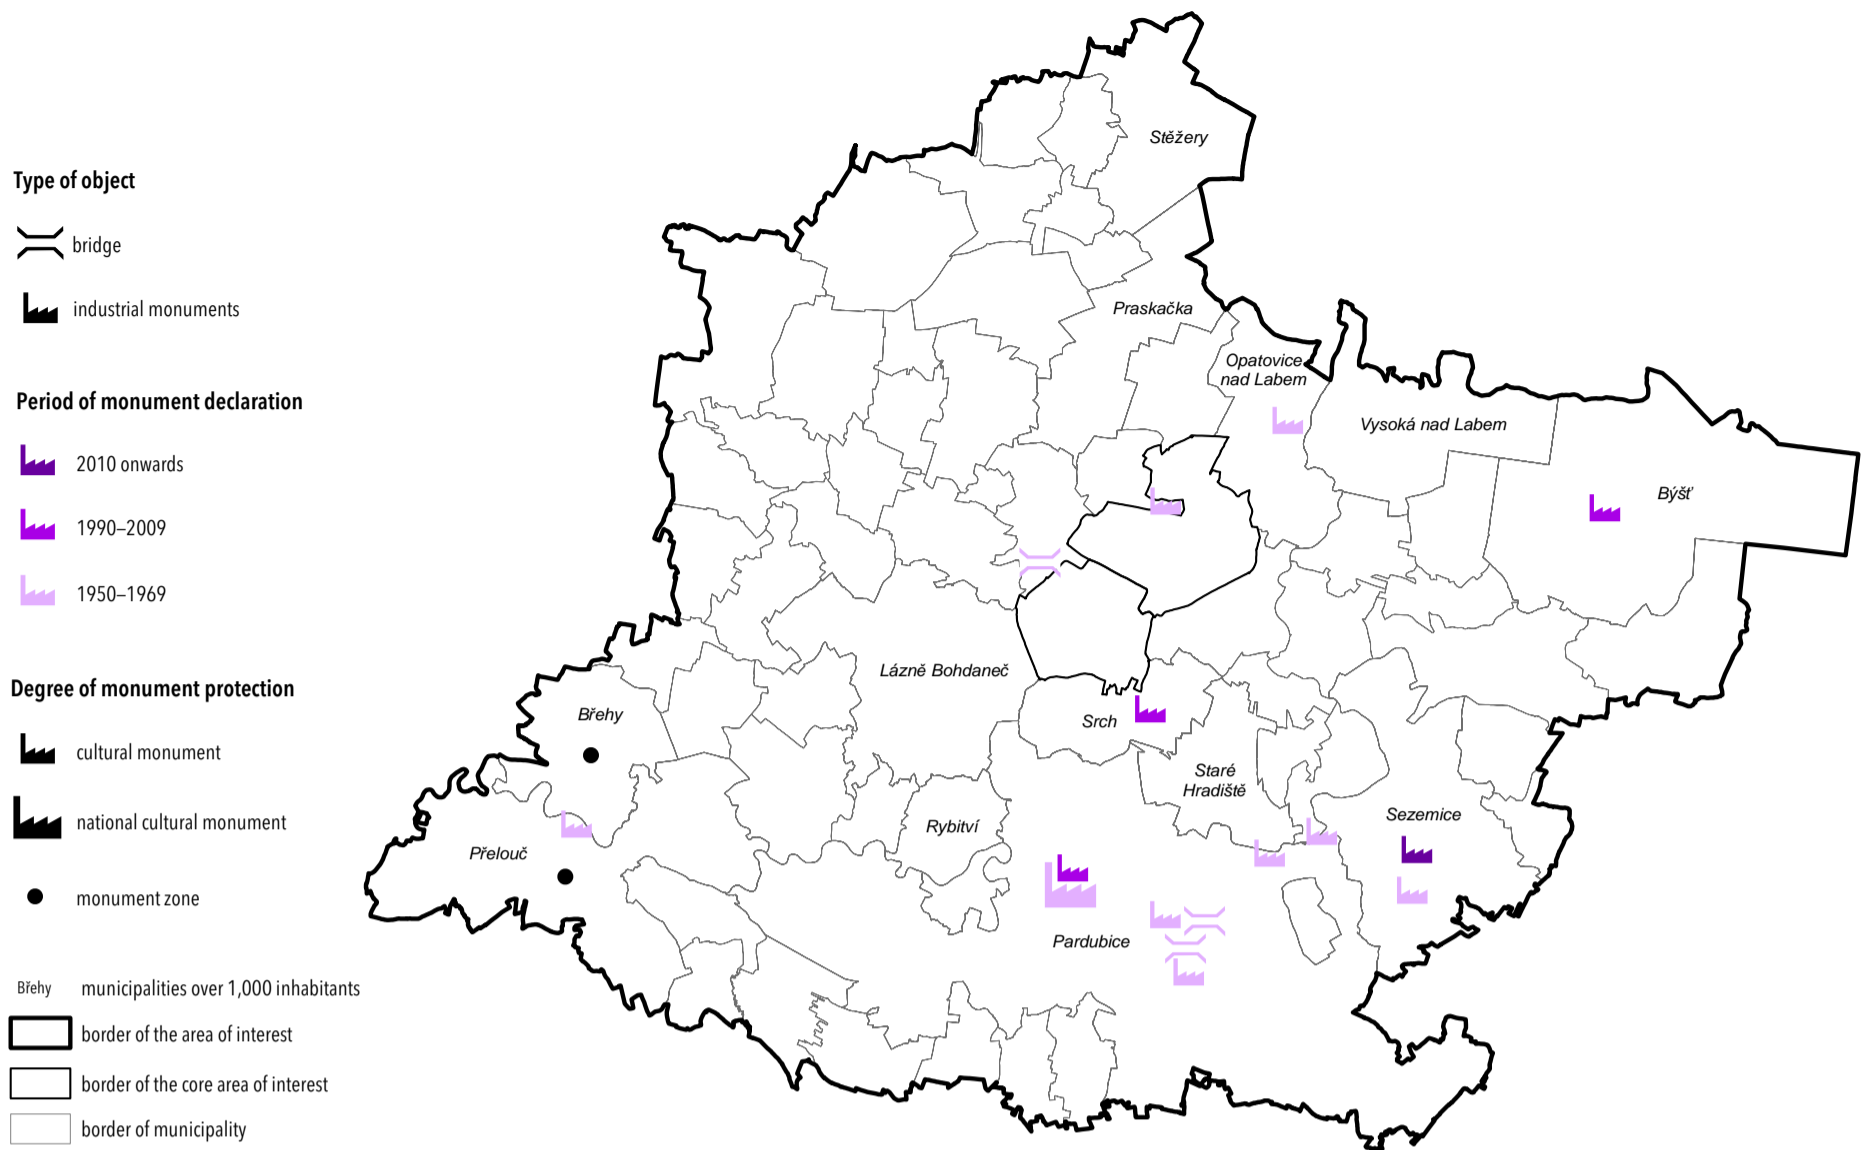 Type of object
bridge
industrial monuments
Period of monument declaration
2010 onwards
1990–2009
1950–1969
Degree of monument protection
cultural monument
national cultural monument
monument zone
Břehy municipalities over 1,000 inhabitants
border of the area of interest
border of the core area of interest
border of municipality
Stěžery
Praskačka
Opatovice
nad Labem
Vysoká nad Labem
Býšť
Lázně Bohdaneč
Břehy
Srch
Staré
Hradiště
Sezemice
Rybitví
Přelouč
Pardubice